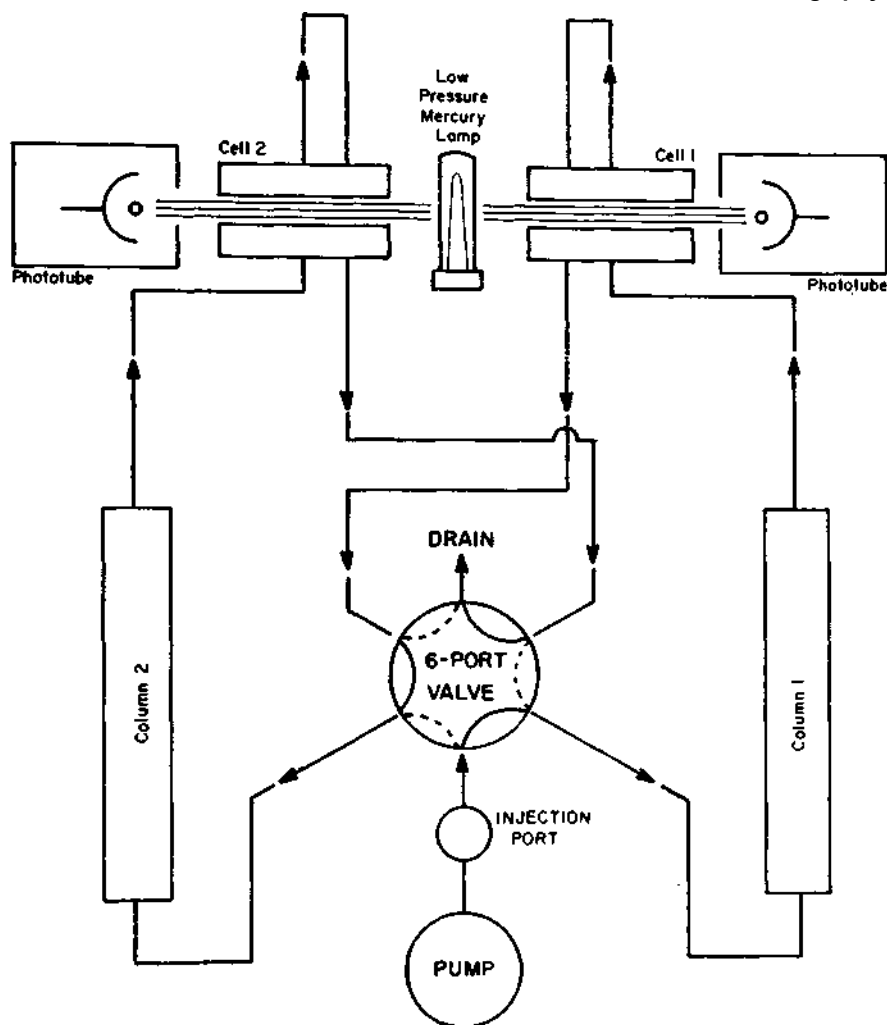 Low
Pressure
Mercury
Lamp
Cell 2
Cell 1
Phototube
Phototube
DRAIN
6-PORT
VALVE
Column 2
Column 1
INJECTION
PORT
PUMP